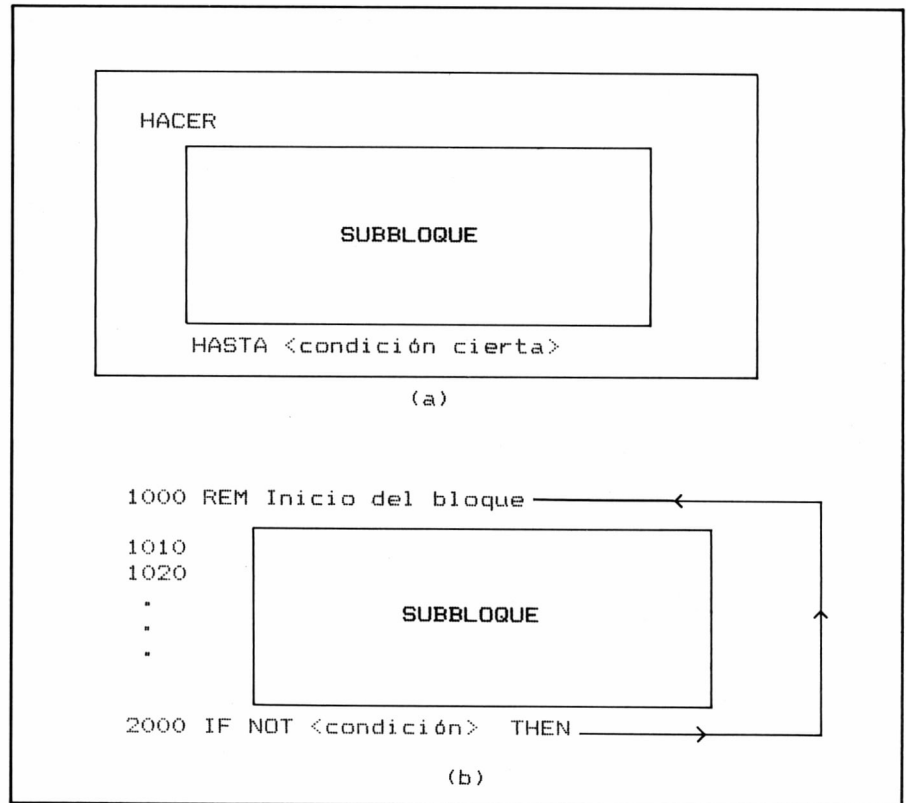 HACER
SUBBLOQUE
HASTA <condición cierta>
(a)
1000 REM Inicio del bloque
1010
1020
.
.
.
SUBBLOQUE
2000 IF NOT <condición> THEN
(b)